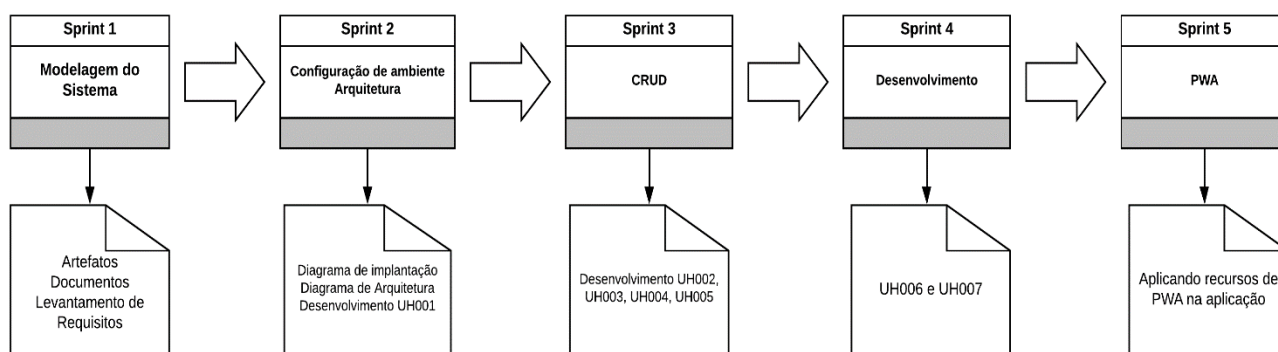 Sprint 1
Modelagem do
Sistema
Sprint 2
Configuração de ambiente
Arquitetura
Sprint 3
CRUD
Sprint 4
Desenvolvimento
Sprint 5
PWA
Artefatos
Documentos
Levantamento de
Requisitos
Diagrama de implantação
Diagrama de Arquitetura
Desenvolvimento UH001
Desenvolvimento UH002,
UH003, UH004, UH005
UH006 e UH007
Aplicando recursos de
PWA na aplicação